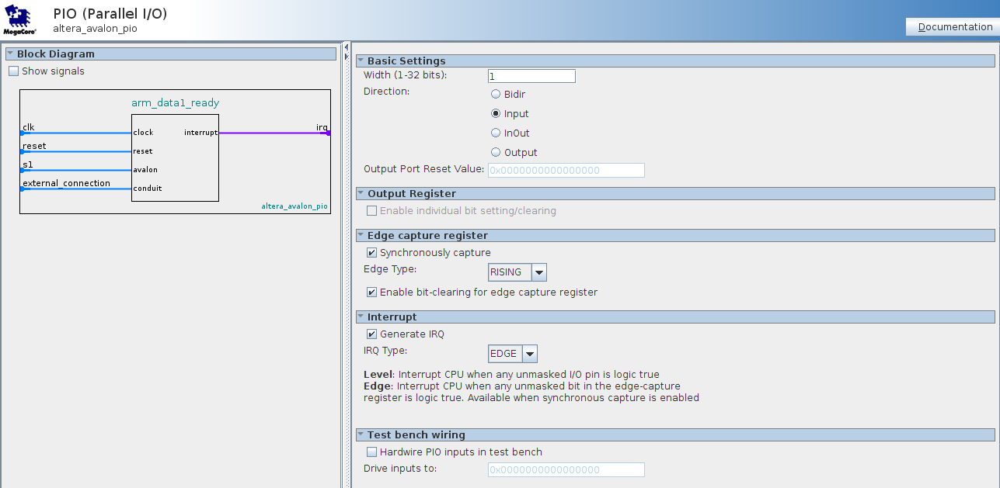 PIO (Parallel I/O)
altera_avalon_pio
MegaCore®
Documentation
Block Diagram
Show signals
arm_data1_ready
clk
clock
interrupt
irq
reset
reset
s1
avalon
external_connection
conduit
altera_avalon_pio
Basic Settings
Width (1-32 bits):
1
Direction:
Bidir
Input
InOut
Output
Output Port Reset Value:
0x0000000000000000
Output Register
Enable individual bit setting/clearing
Edge capture register
Synchronously capture
Edge Type:
RISING
Enable bit-clearing for edge capture register
Interrupt
Generate IRQ
IRQ Type:
EDGE
Level: Interrupt CPU when any unmasked I/O pin is logic true
Edge: Interrupt CPU when any unmasked bit in the edge-capture
register is logic true. Available when synchronous capture is enabled
Test bench wiring
Hardwire PIO inputs in test bench
Drive inputs to:
0x0000000000000000